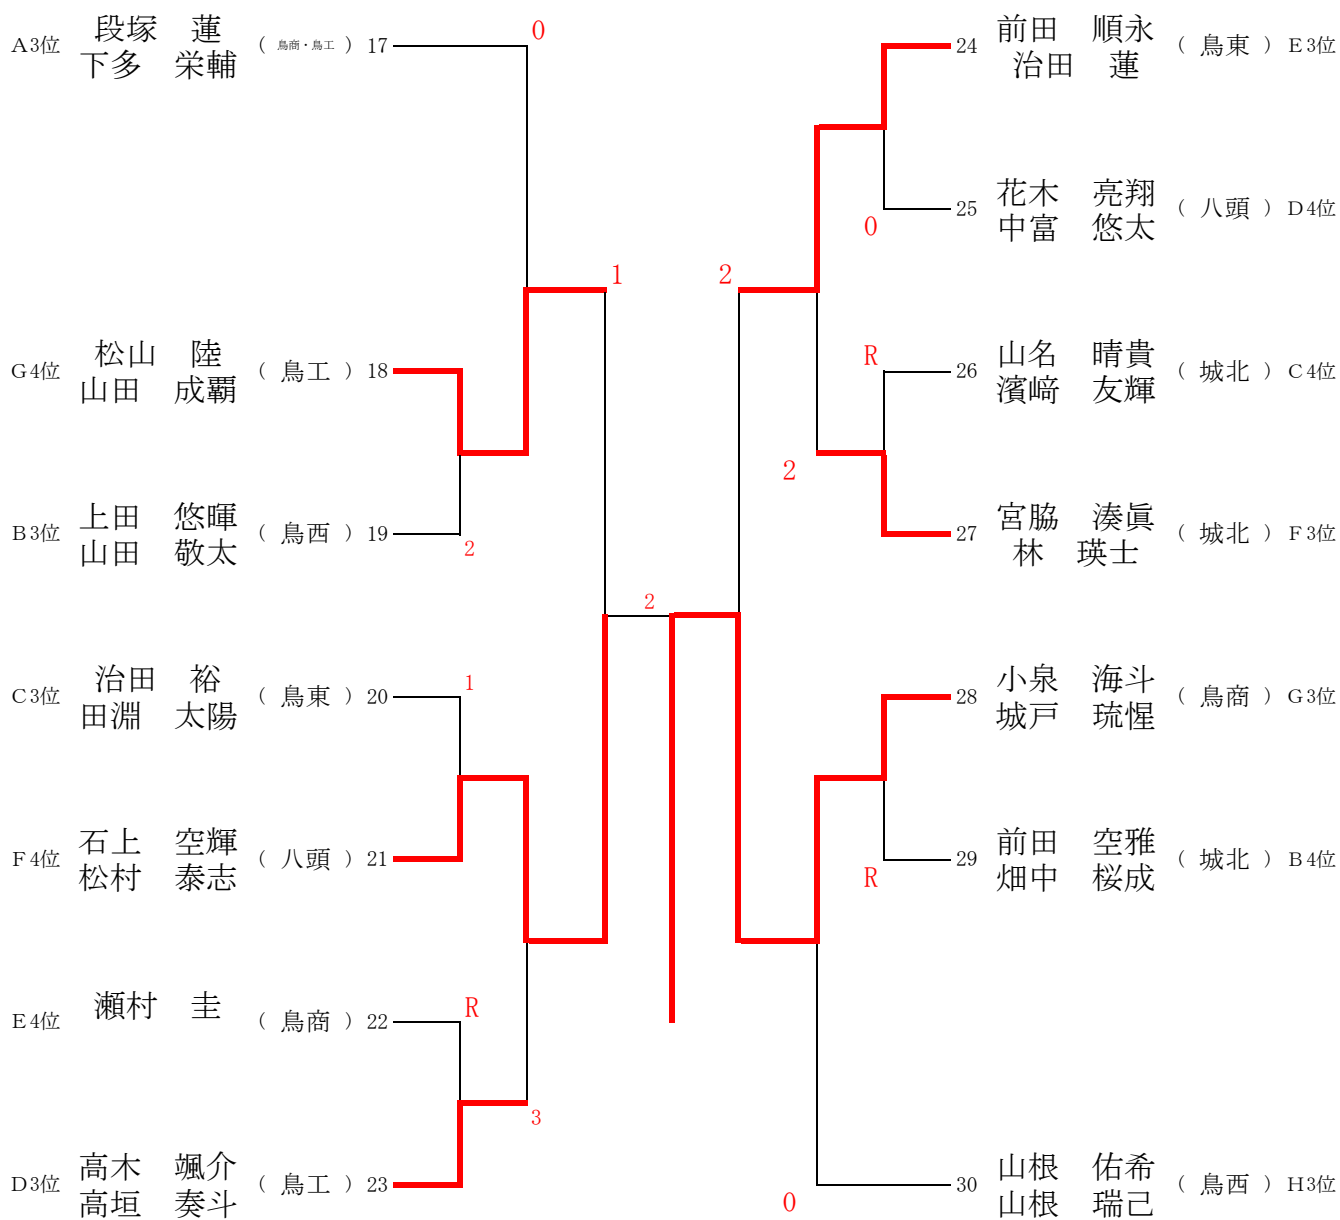 段塚 蓮
A3位 ( 鳥商・鳥工 ) 17
下多 栄輔
0
松山 陸
G4位 ( 鳥工 ) 18
山田 成覇
上田 悠暉
B3位 ( 鳥西 ) 19
山田 敬太
2
1
治田 裕
C3位 ( 鳥東 ) 20
田淵 太陽
1
石上 空輝
F4位 ( 八頭 ) 21
松村 泰志
瀬村 圭
E4位 ( 鳥商 ) 22
R
高木 颯介
D3位 ( 鳥工 ) 23
高垣 奏斗
3
2
前田 順永
24 ( 鳥東 ) E3位
治田 蓮
花木 亮翔
25 ( 八頭 ) D4位
中富 悠太
0
2
山名 晴貴
26 ( 城北 ) C4位
濱﨑 友輝
R
宮脇 湊眞
27 ( 城北 ) F3位
林 瑛士
2
小泉 海斗
28 ( 鳥商 ) G3位
城戸 琉惺
前田 空雅
29 ( 城北 ) B4位
畑中 桜成
R
山根 佑希
30 ( 鳥西 ) H3位
山根 瑞己
0